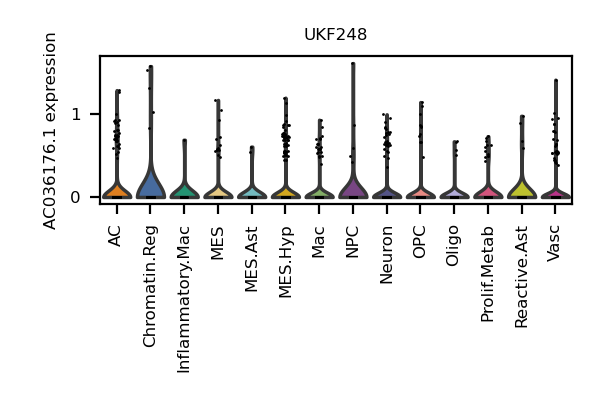 UKF248
AC036176.1 expression
1
0
AC
Chromatin.Reg
Inflammatory.Mac
MES
MES.Ast
MES.Hyp
Mac
NPC
Neuron
OPC
Oligo
Prolif.Metab
Reactive.Ast
Vasc